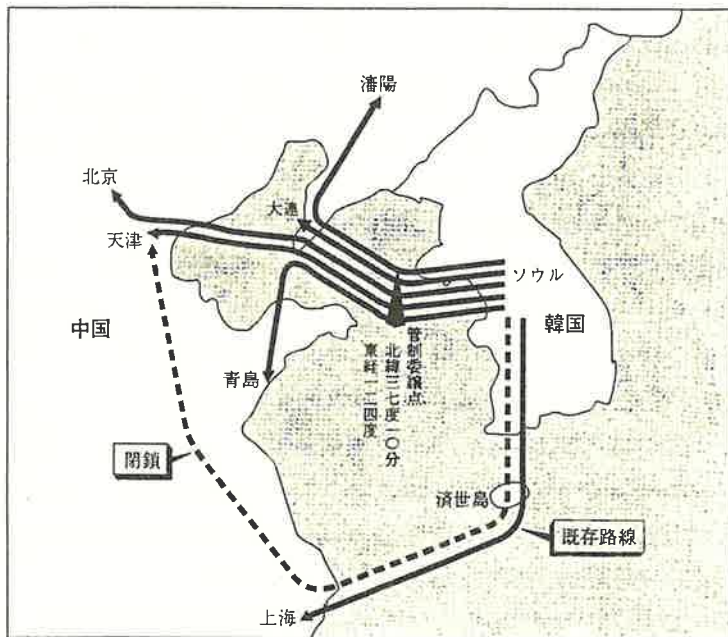 瀋陽
北京
大連
天津
ソウル
中国
韓国
管制委譲点
北緯三七度一〇分
東経一二四度
青島
閉鎖
済世島
既存路線
上海